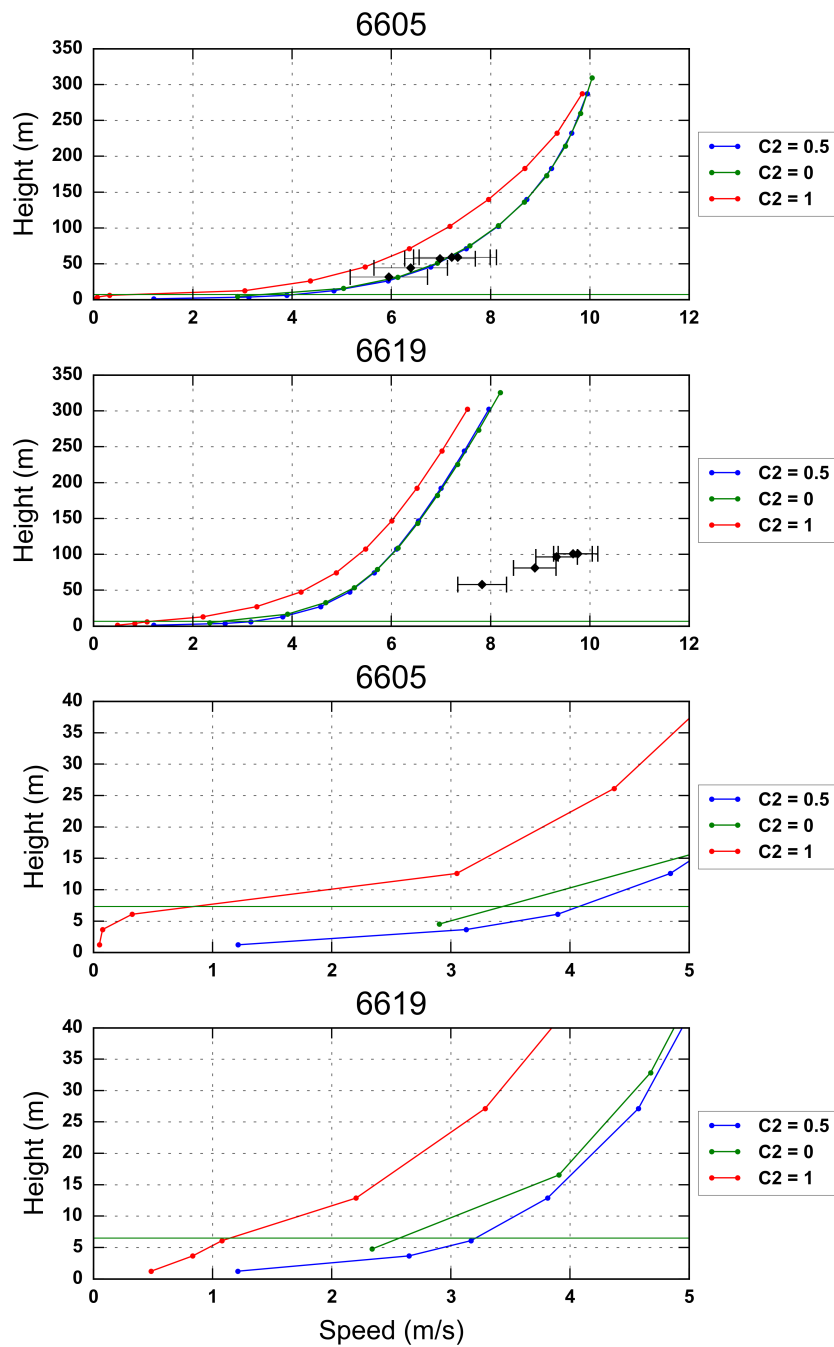 6605
350
300
250
200
150
100
50
0
Height (m)
0 2 4 6 8 10 12
C2 = 0.5
C2 = 0
C2 = 1
6619
350
300
250
200
150
100
50
0
Height (m)
0 2 4 6 8 10 12
C2 = 0.5
C2 = 0
C2 = 1
6605
40
35
30
25
20
15
10
5
0
Height (m)
0 1 2 3 4 5
C2 = 0.5
C2 = 0
C2 = 1
6619
40
35
30
25
20
15
10
5
0
Height (m)
0 1 2 3 4 5
C2 = 0.5
C2 = 0
C2 = 1
Speed (m/s)